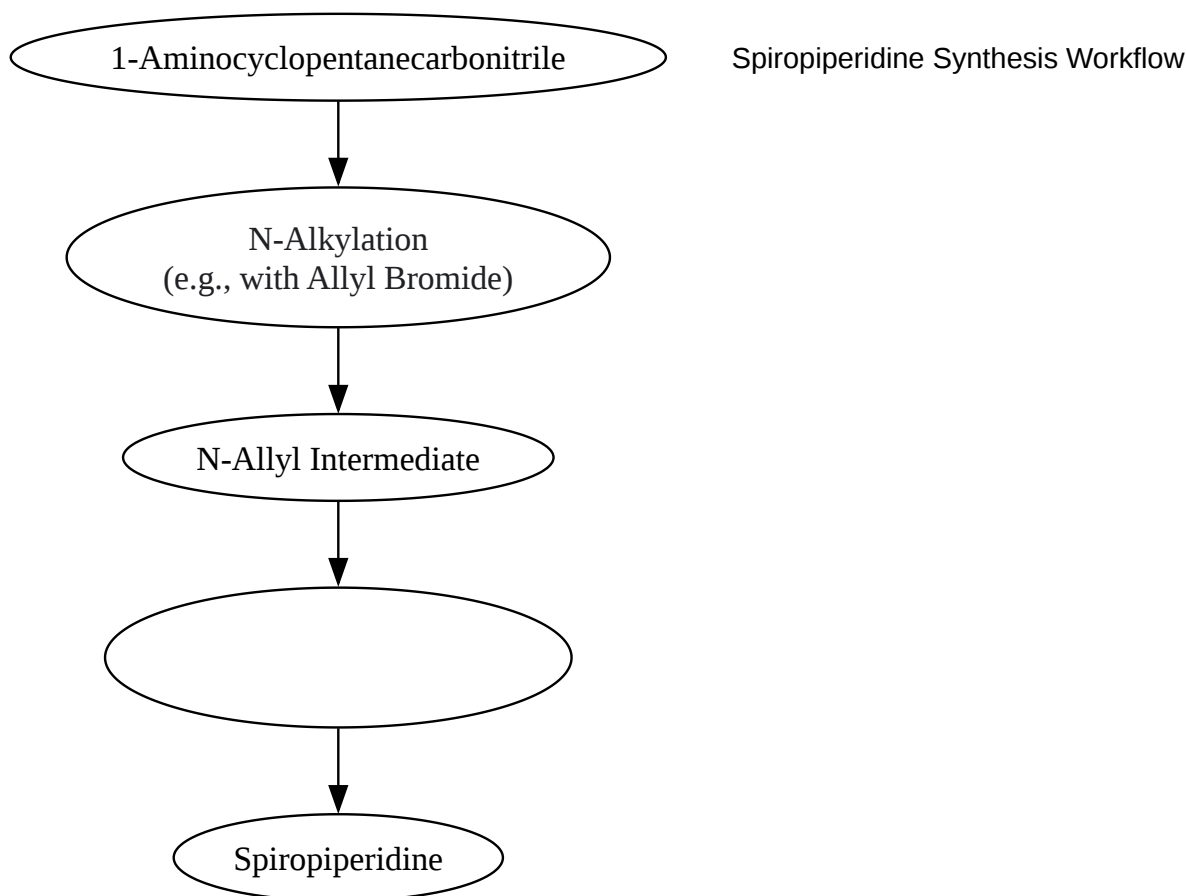 1-Aminocyclopentanecarbonitrile
Spiropiperidine Synthesis Workflow
N-Alkylation
(e.g., with Allyl Bromide)
N-Allyl Intermediate
Spiropiperidine